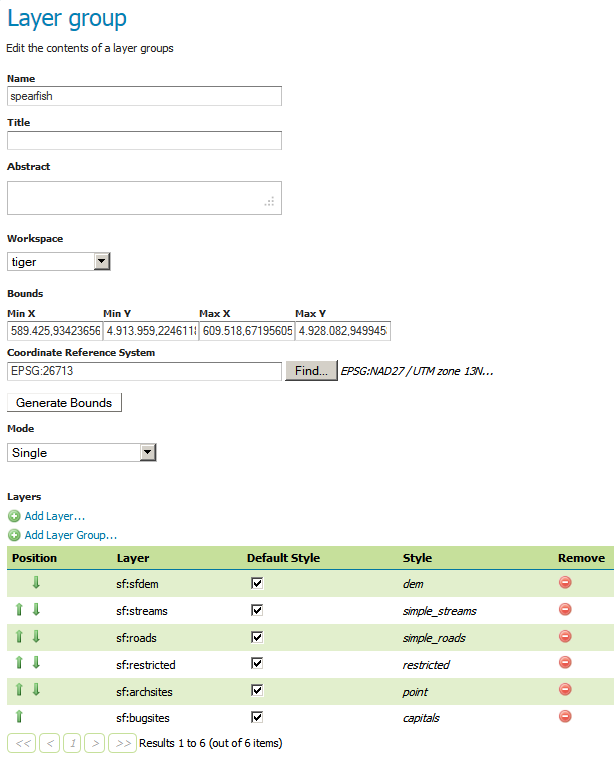 Layer group
Edit the contents of a layer groups
Name
spearfish
Title
Abstract
Workspace
tiger
Bounds
Min X Min Y Max X Max Y
589.425,93423656 4.913.959,2246118 609.518,67195605 4.928.082,949945
Coordinate Reference System
EPSG:26713 Find... EPSG:NAD27 / UTM zone 13N...
Generate Bounds
Mode
Single
Layers
Add Layer...
Add Layer Group...
Position Layer Default Style Style Remove
sf:sfdem dem
sf:streams simple_streams
sf:roads simple_roads
sf:restricted restricted
sf:archsites point
sf:bugsites capitals
<< < 1 > >> Results 1 to 6 (out of 6 items)